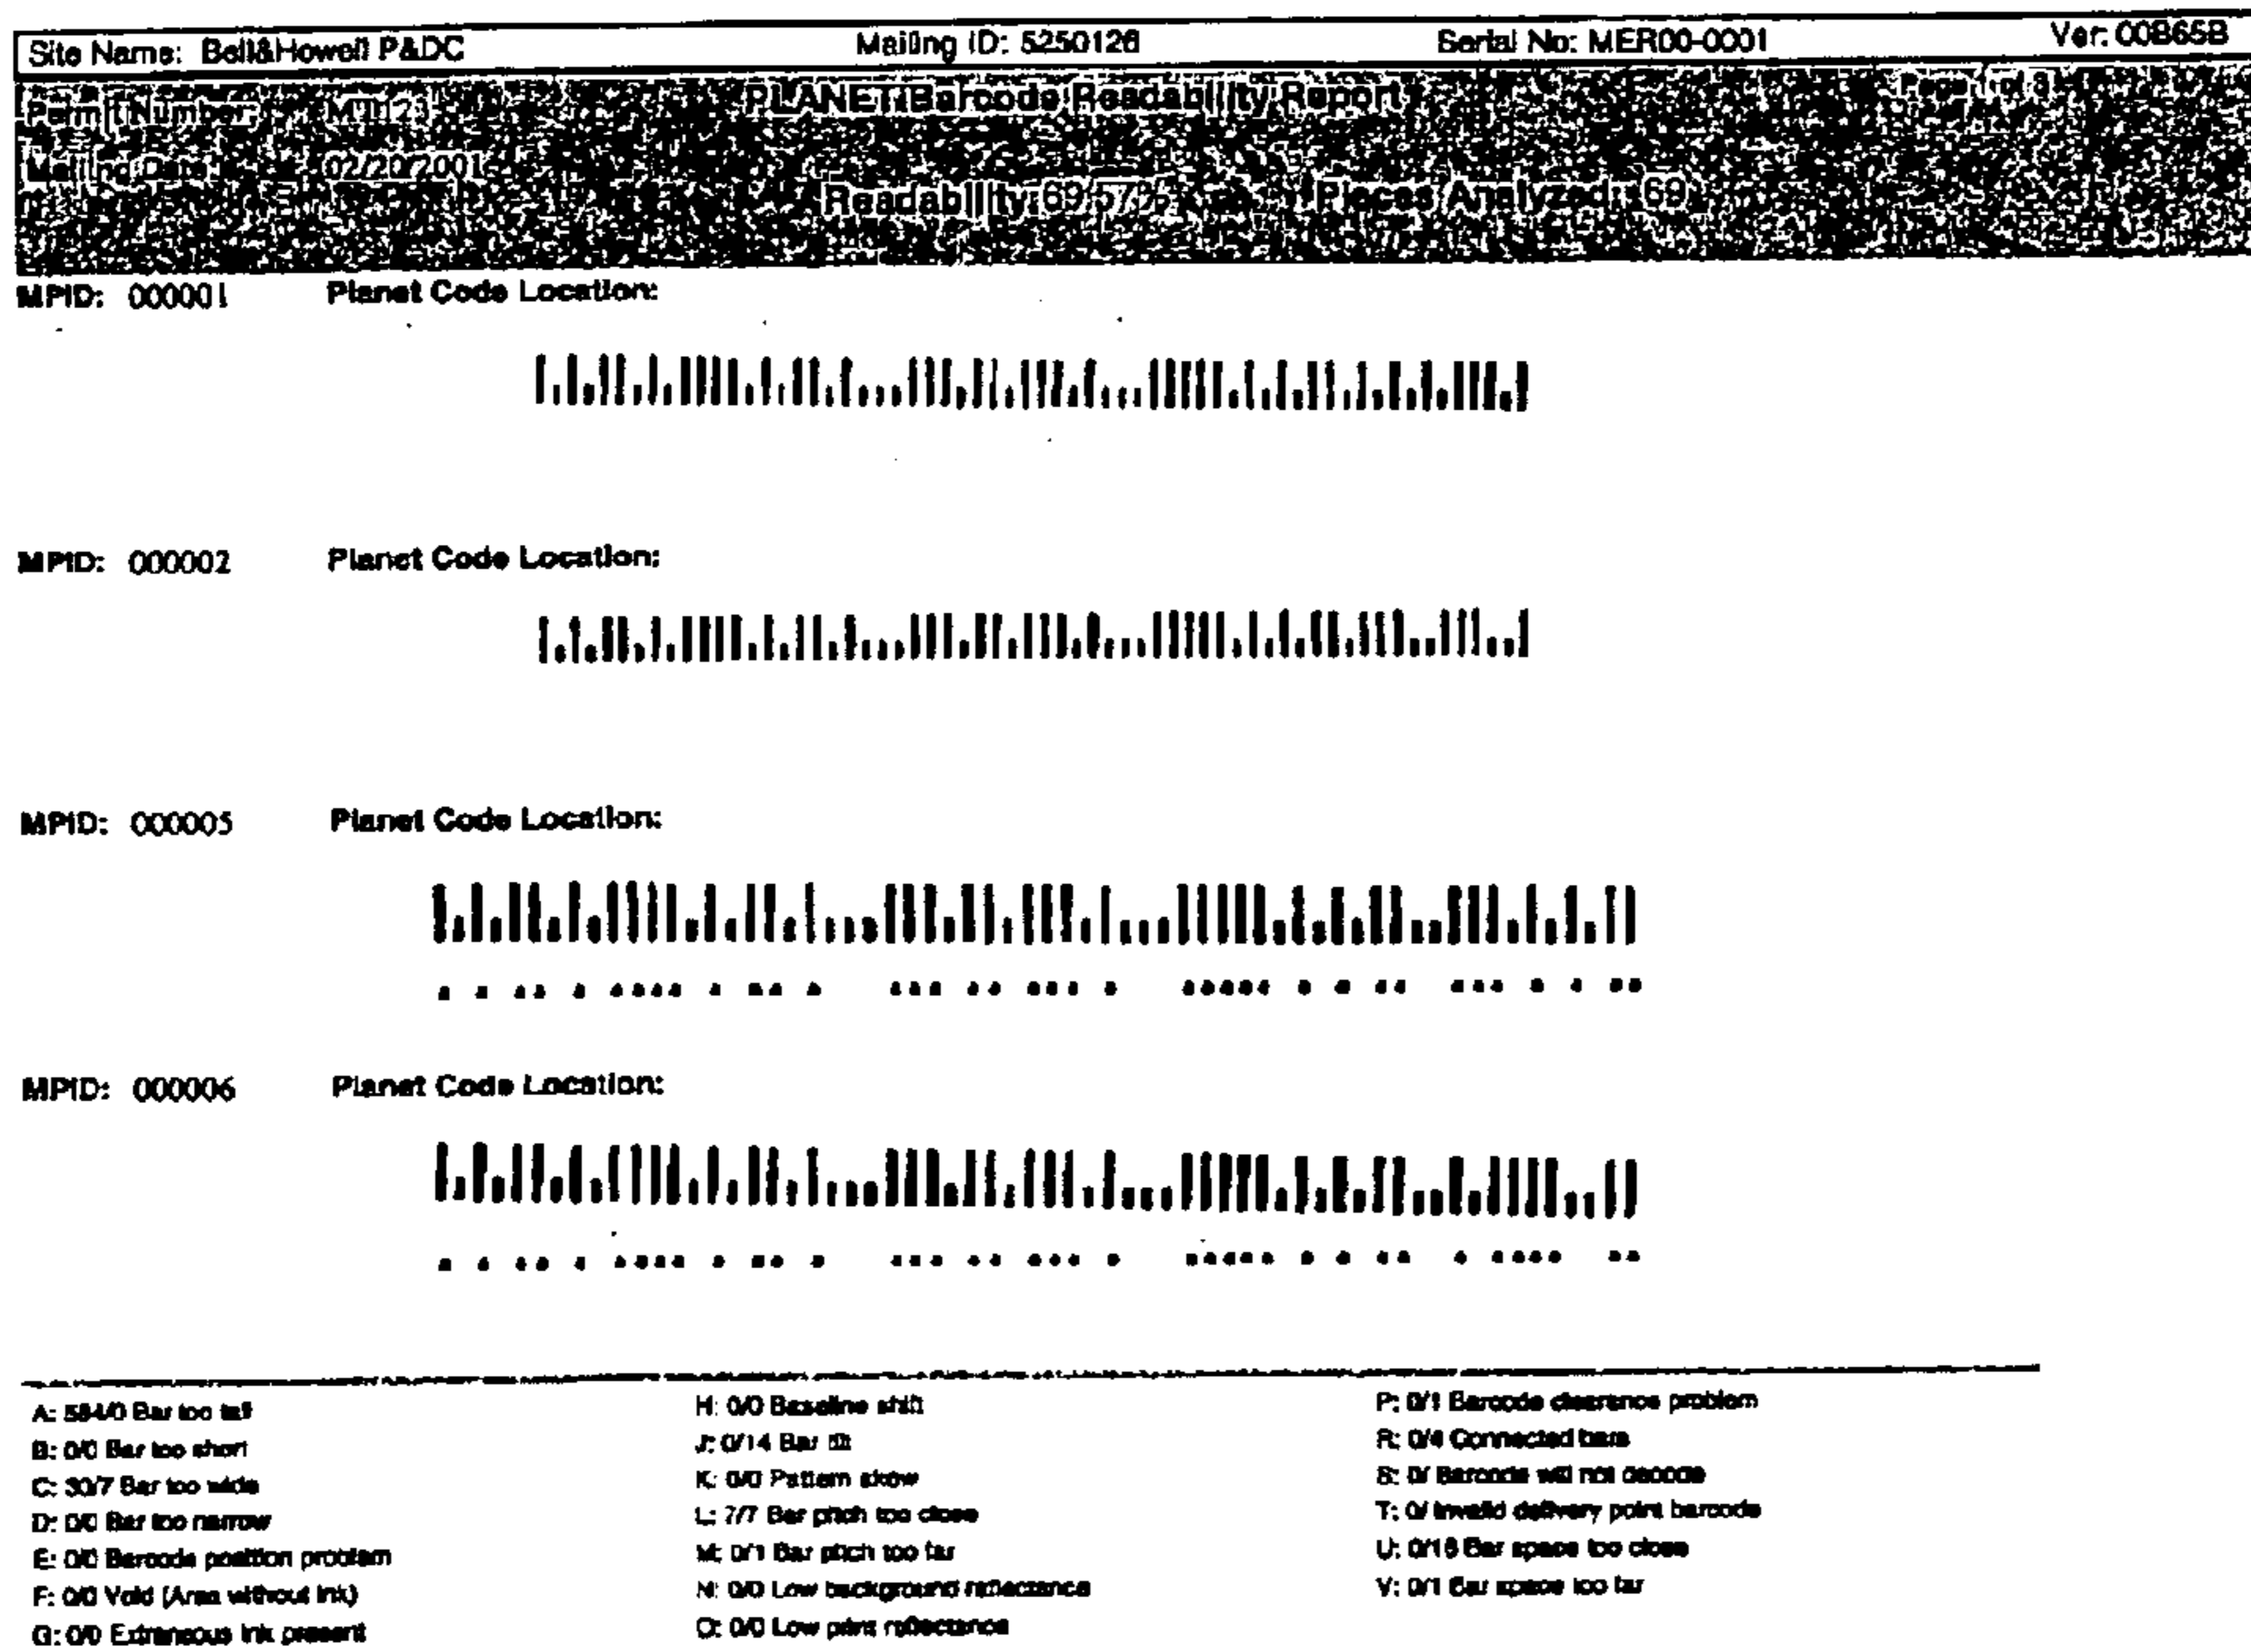 Site Name: Bell&Howell P&DC Mailing ID: 5250126 Serial No: MER00-0001 Ver: 00B65B
Permit Number MTI123 PLANET Barcode Readability Report Page 1 of 8
Mailing Date 02/20/2001
Readability: 69.57% Pieces Analyzed: 69
MPID: 000001 Planet Code Location:
MPID: 000002 Planet Code Location:
MPID: 000005 Planet Code Location:
MPID: 000006 Planet Code Location:
A: 584/0 Bar too tall
B: 0/0 Bar too short
C: 30/7 Bar too wide
D: 0/0 Bar too narrow
E: 0/0 Barcode position problem
F: 0/0 Void (Area without ink)
G: 0/0 Extraneous ink present
H: 0/0 Baseline shift
J: 0/14 Bar tilt
K: 0/0 Pattern skew
L: 7/7 Bar pitch too close
M: 0/1 Bar pitch too far
N: 0/0 Low background reflectance
O: 0/0 Low print reflectance
P: 0/1 Barcode clearance problem
R: 0/4 Connected bars
S: 0/ Barcode will not decode
T: 0/ Invalid delivery point barcode
U: 0/18 Bar space too close
V: 0/1 Bar space too far